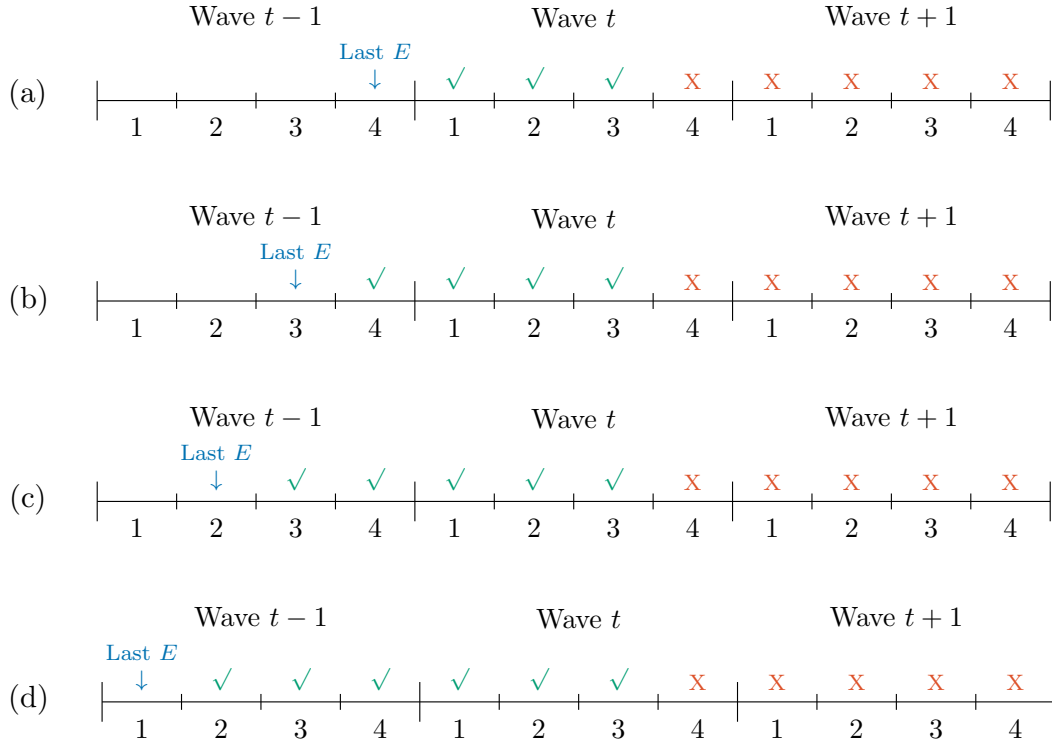 Wave t − 1 Wave t Wave t + 1
Last E
(a) ↓ √ √ √ X X X X X
1 2 3 4 1 2 3 4 1 2 3 4
Wave t − 1 Wave t Wave t + 1
Last E
(b) ↓ √ √ √ √ X X X X X
1 2 3 4 1 2 3 4 1 2 3 4
Wave t − 1 Wave t Wave t + 1
Last E
(c) ↓ √ √ √ √ √ X X X X X
1 2 3 4 1 2 3 4 1 2 3 4
Wave t − 1 Wave t Wave t + 1
Last E
(d) ↓ √ √ √ √ √ √ X X X X X
1 2 3 4 1 2 3 4 1 2 3 4